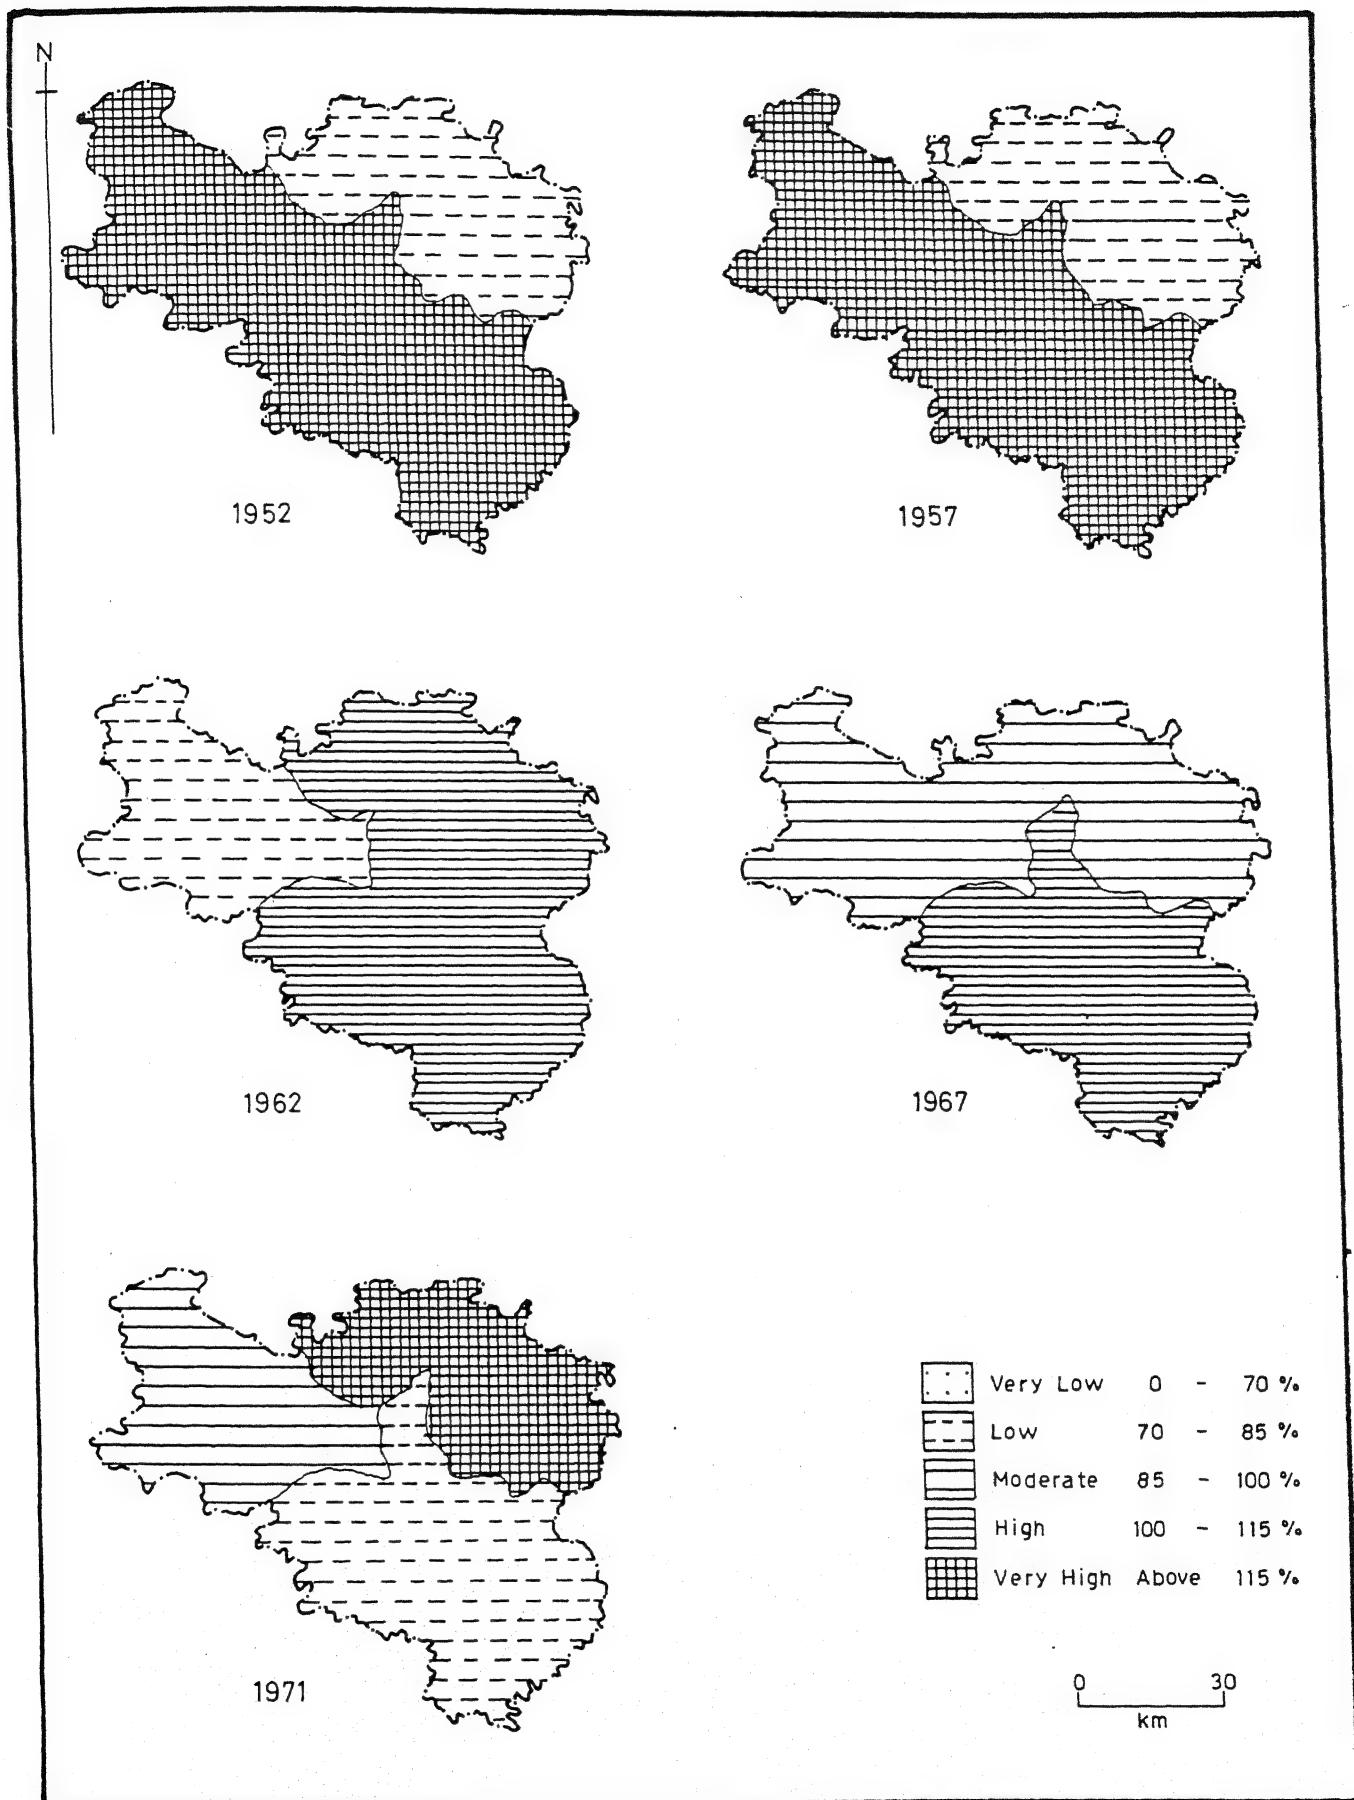 N
1952
1957
1962
1967
1971
Very Low 0 - 70 %
Low 70 - 85 %
Moderate 85 - 100 %
High 100 - 115 %
Very High Above 115 %
0 30
km